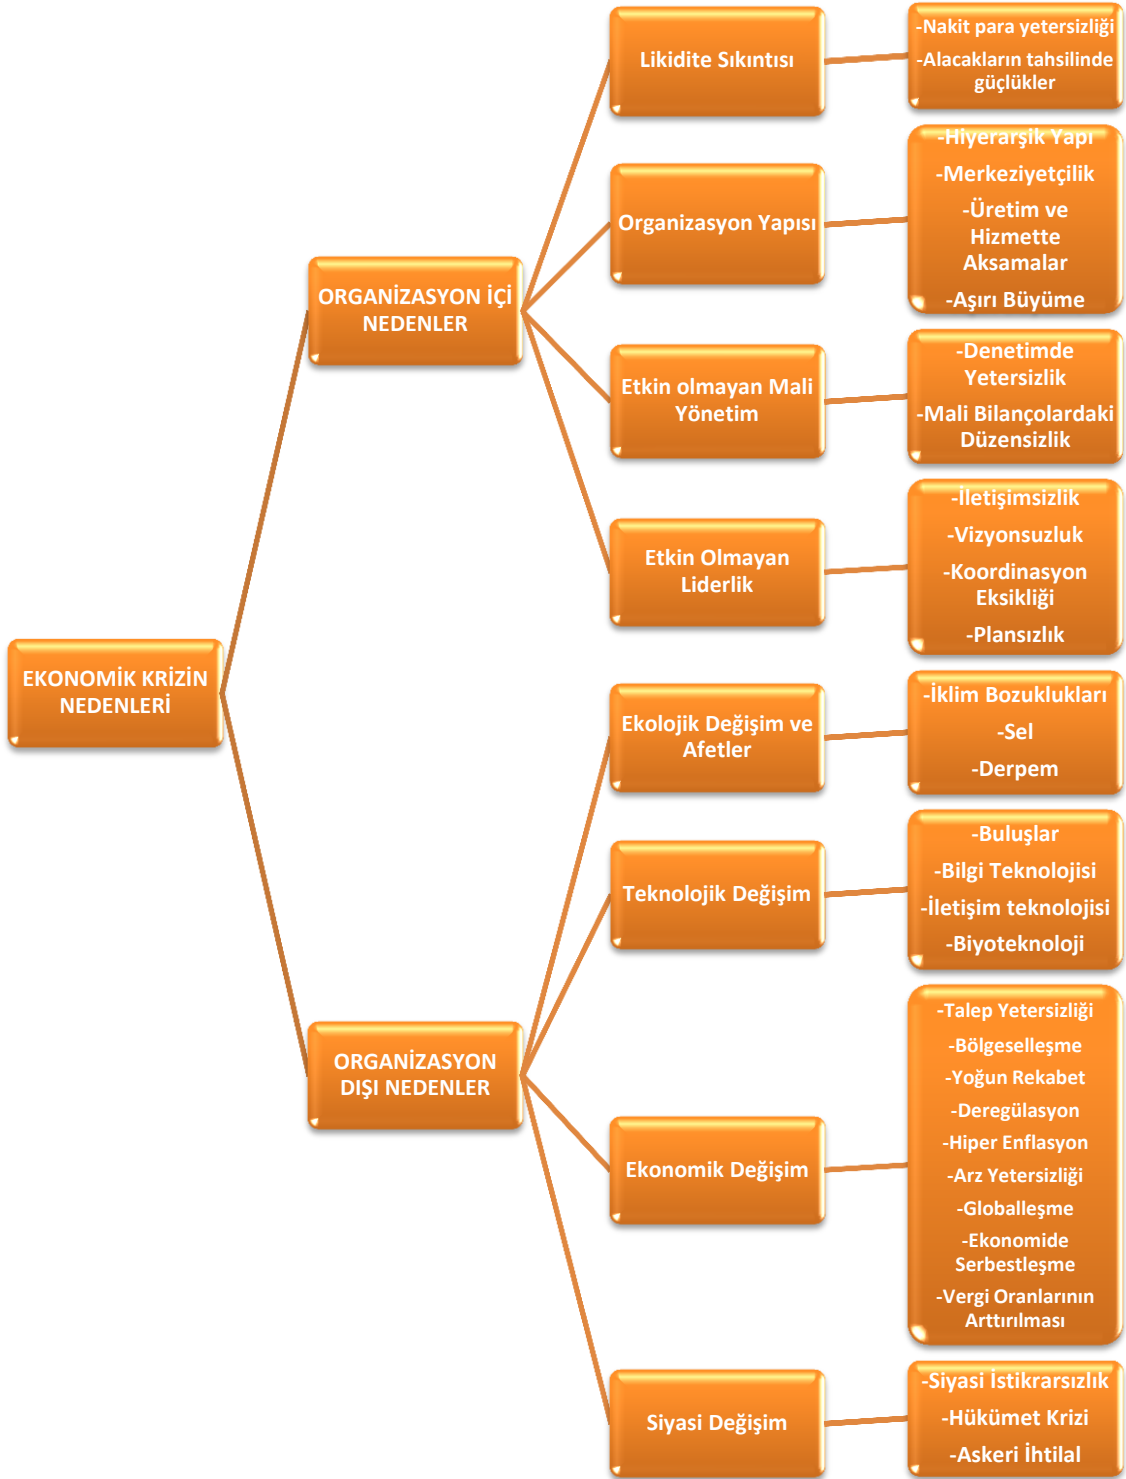 EKONOMİK KRİZİN
NEDENLERİ
ORGANİZASYON İÇİ
NEDENLER
Likidite Sıkıntısı
-Nakit para yetersizliği
-Alacakların tahsilinde
güçlükler
Organizasyon Yapısı
-Hiyerarşik Yapı
-Merkeziyetçilik
-Üretim ve
Hizmette
Aksamalar
-Aşırı Büyüme
Etkin olmayan Mali
Yönetim
-Denetimde
Yetersizlik
-Mali Bilançolardaki
Düzensizlik
Etkin Olmayan
Liderlik
-İletişimsizlik
-Vizyonsuzluk
-Koordinasyon
Eksikliği
-Plansızlık
ORGANİZASYON
DIŞI NEDENLER
Ekolojik Değişim ve
Afetler
-İklim Bozuklukları
-Sel
-Derpem
Teknolojik Değişim
-Buluşlar
-Bilgi Teknolojisi
-İletişim teknolojisi
-Biyoteknoloji
Ekonomik Değişim
-Talep Yetersizliği
-Bölgeselleşme
-Yoğun Rekabet
-Deregülasyon
-Hiper Enflasyon
-Arz Yetersizliği
-Globalleşme
-Ekonomide
Serbestleşme
-Vergi Oranlarının
Arttırılması
Siyasi Değişim
-Siyasi İstikrarsızlık
-Hükümet Krizi
-Askeri İhtilal